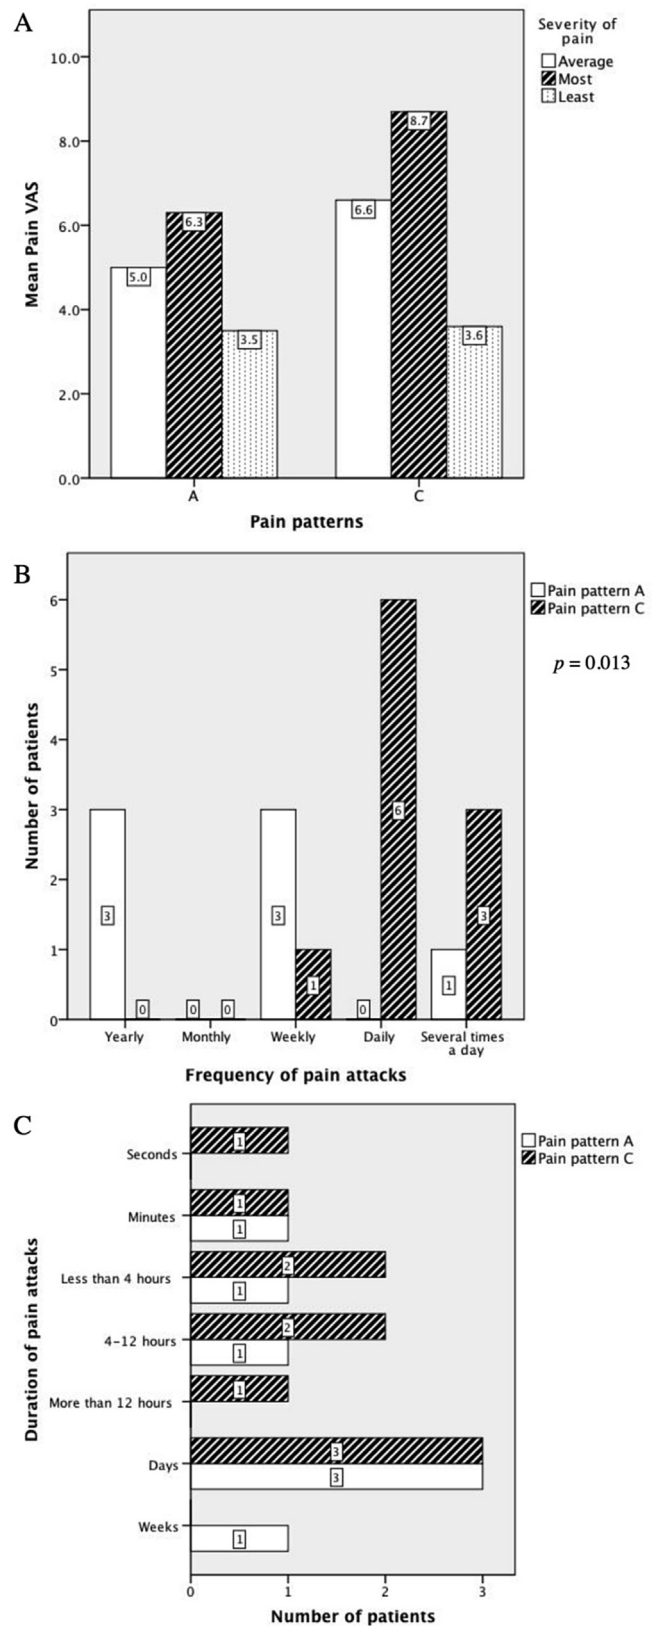 A
Severity of
pain
Average
Most
Least
10.0
8.0
6.0
4.0
2.0
0.0
Mean Pain VAS
5.0
6.3
3.5
6.6
8.7
3.6
A
C
Pain patterns
B
Pain pattern A
Pain pattern C
p = 0.013
6
5
4
3
2
1
0
Number of patients
3
0
0
0
3
1
0
6
1
3
Yearly
Monthly
Weekly
Daily
Several times
a day
Frequency of pain attacks
C
Pain pattern A
Pain pattern C
Duration of pain attacks
Seconds
1
Minutes
1
1
Less than 4 hours
2
1
4-12 hours
2
1
More than 12 hours
1
Days
3
3
Weeks
1
0
1
2
3
Number of patients